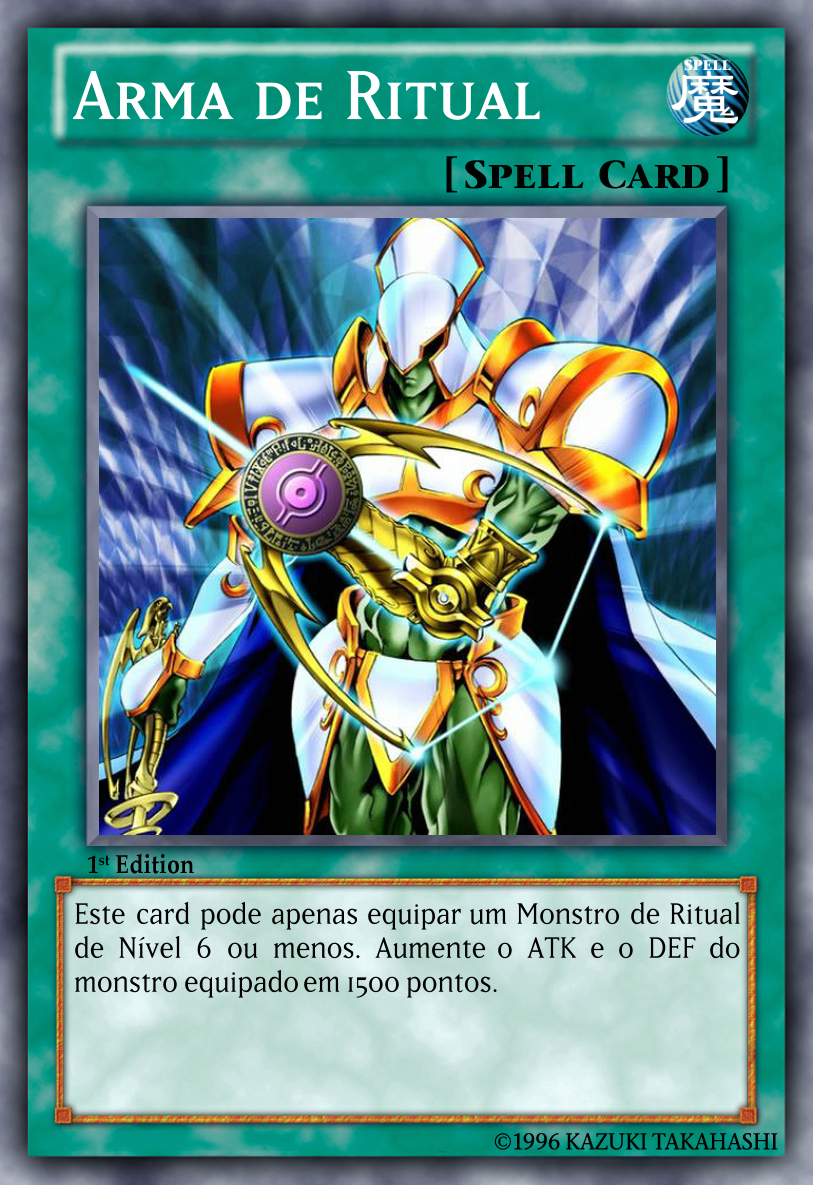 Arma de Ritual
SPELL
魔
[Spell Card]
1st Edition
Este card pode apenas equipar um Monstro de Ritual
de Nível 6 ou menos. Aumente o ATK e o DEF do
monstro equipado em 1500 pontos.
©1996 KAZUKI TAKAHASHI